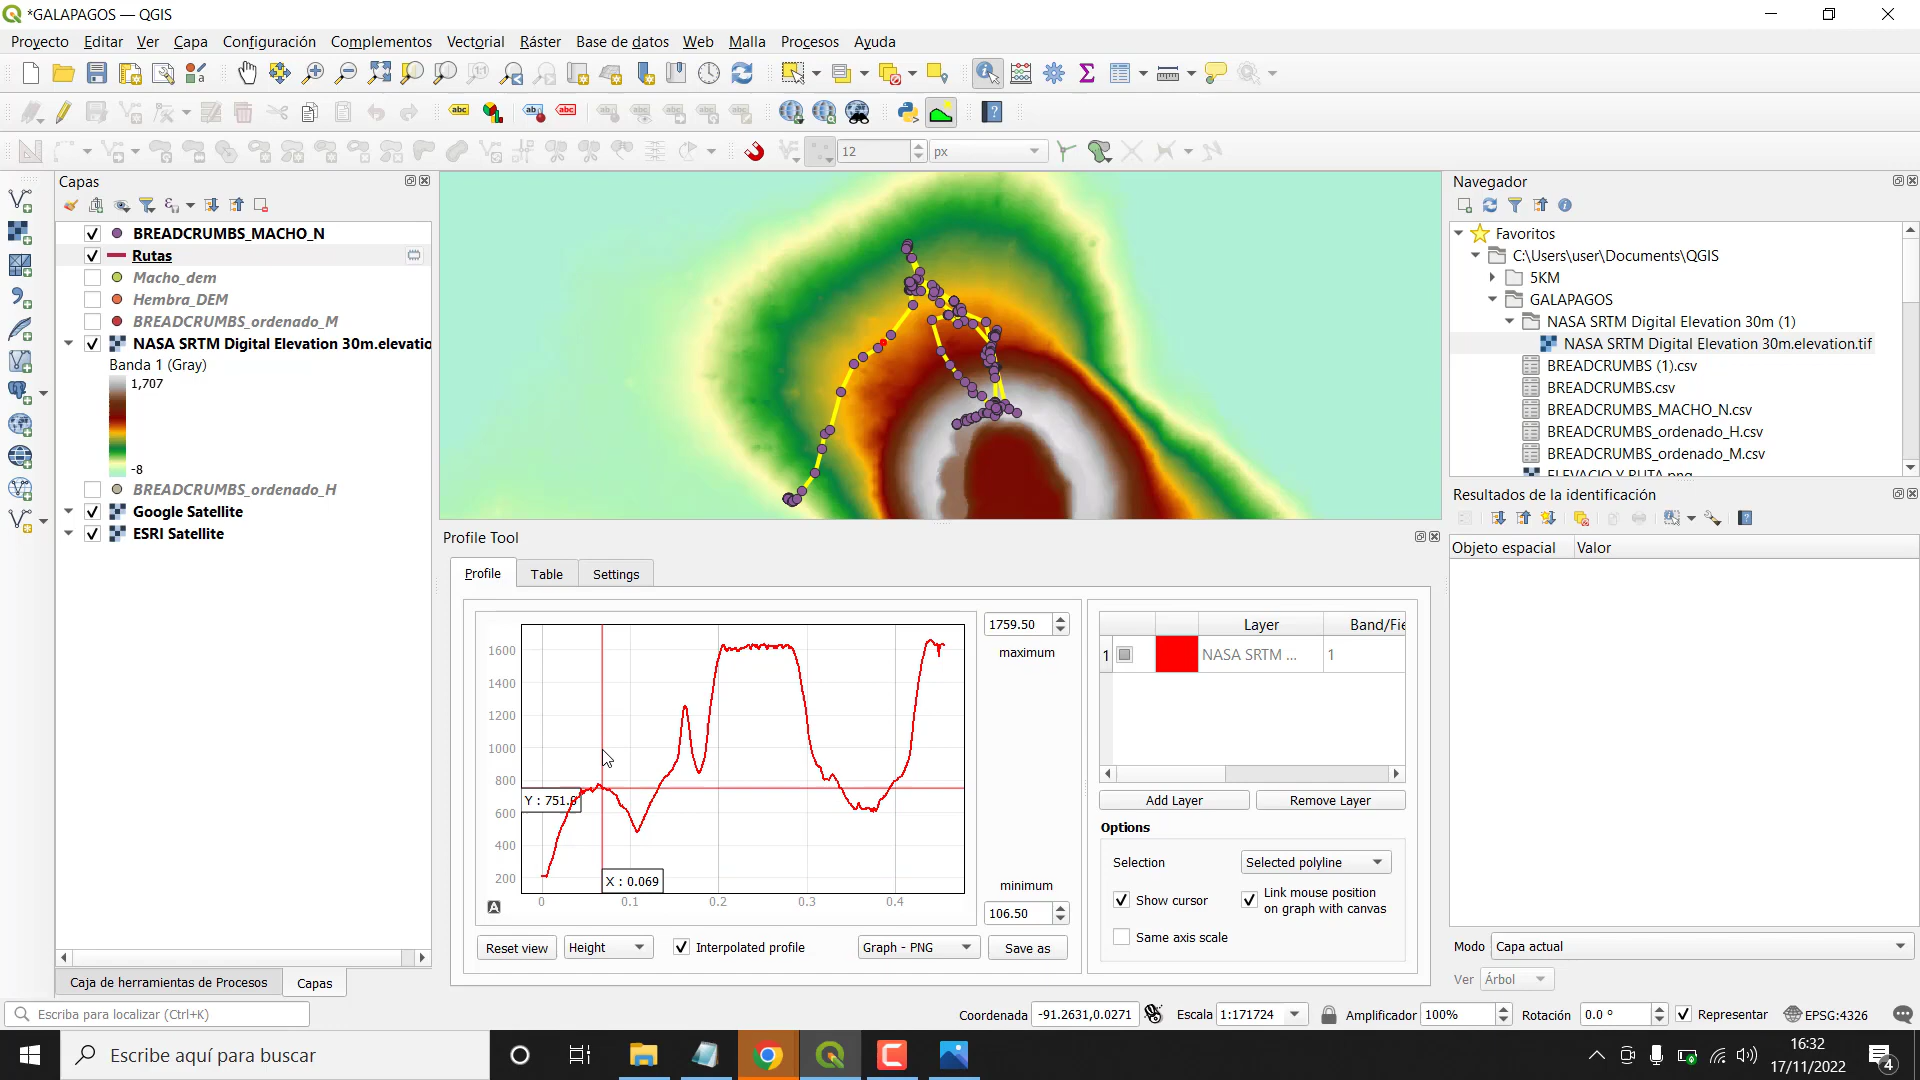 *GALAPAGOS — QGIS
Proyecto Editar Ver Capa Configuración Complementos Vectorial Ráster Base de datos Web Malla Procesos Ayuda
12 px
Capas
BREADCRUMBS_MACHO_N
Rutas
Macho_dem
Hembra_DEM
BREADCRUMBS_ordenado_M
NASA SRTM Digital Elevation 30m.elevatio
Banda 1 (Gray)
1,707
-8
BREADCRUMBS_ordenado_H
Google Satellite
ESRI Satellite
Caja de herramientas de Procesos Capas
Profile Tool
Profile Table Settings
1600
1400
1200
1000
800
600
400
200
Y : 751.6
X : 0.069
0 0.1 0.2 0.3 0.4
A
1759.50
maximum
minimum
106.50
Reset view Height Interpolated profile Graph - PNG Save as
Layer Band/Fie
1 NASA SRTM ... 1
Add Layer Remove Layer
Options
Selection Selected polyline
Show cursor Link mouse position
on graph with canvas
Same axis scale
Navegador
Favoritos
C:\Users\user\Documents\QGIS
5KM
GALAPAGOS
NASA SRTM Digital Elevation 30m (1)
NASA SRTM Digital Elevation 30m.elevation.tif
BREADCRUMBS (1).csv
BREADCRUMBS.csv
BREADCRUMBS_MACHO_N.csv
BREADCRUMBS_ordenado_H.csv
BREADCRUMBS_ordenado_M.csv
ELEVACIO Y RUTA.png
Resultados de la identificación
Objeto espacial Valor
Modo Capa actual
Ver Árbol
Escriba para localizar (Ctrl+K)
Coordenada -91.2631,0.0271 Escala 1:171724 Amplificador 100% Rotación 0.0 ° Representar EPSG:4326
Escribe aquí para buscar
16:32
17/11/2022
4